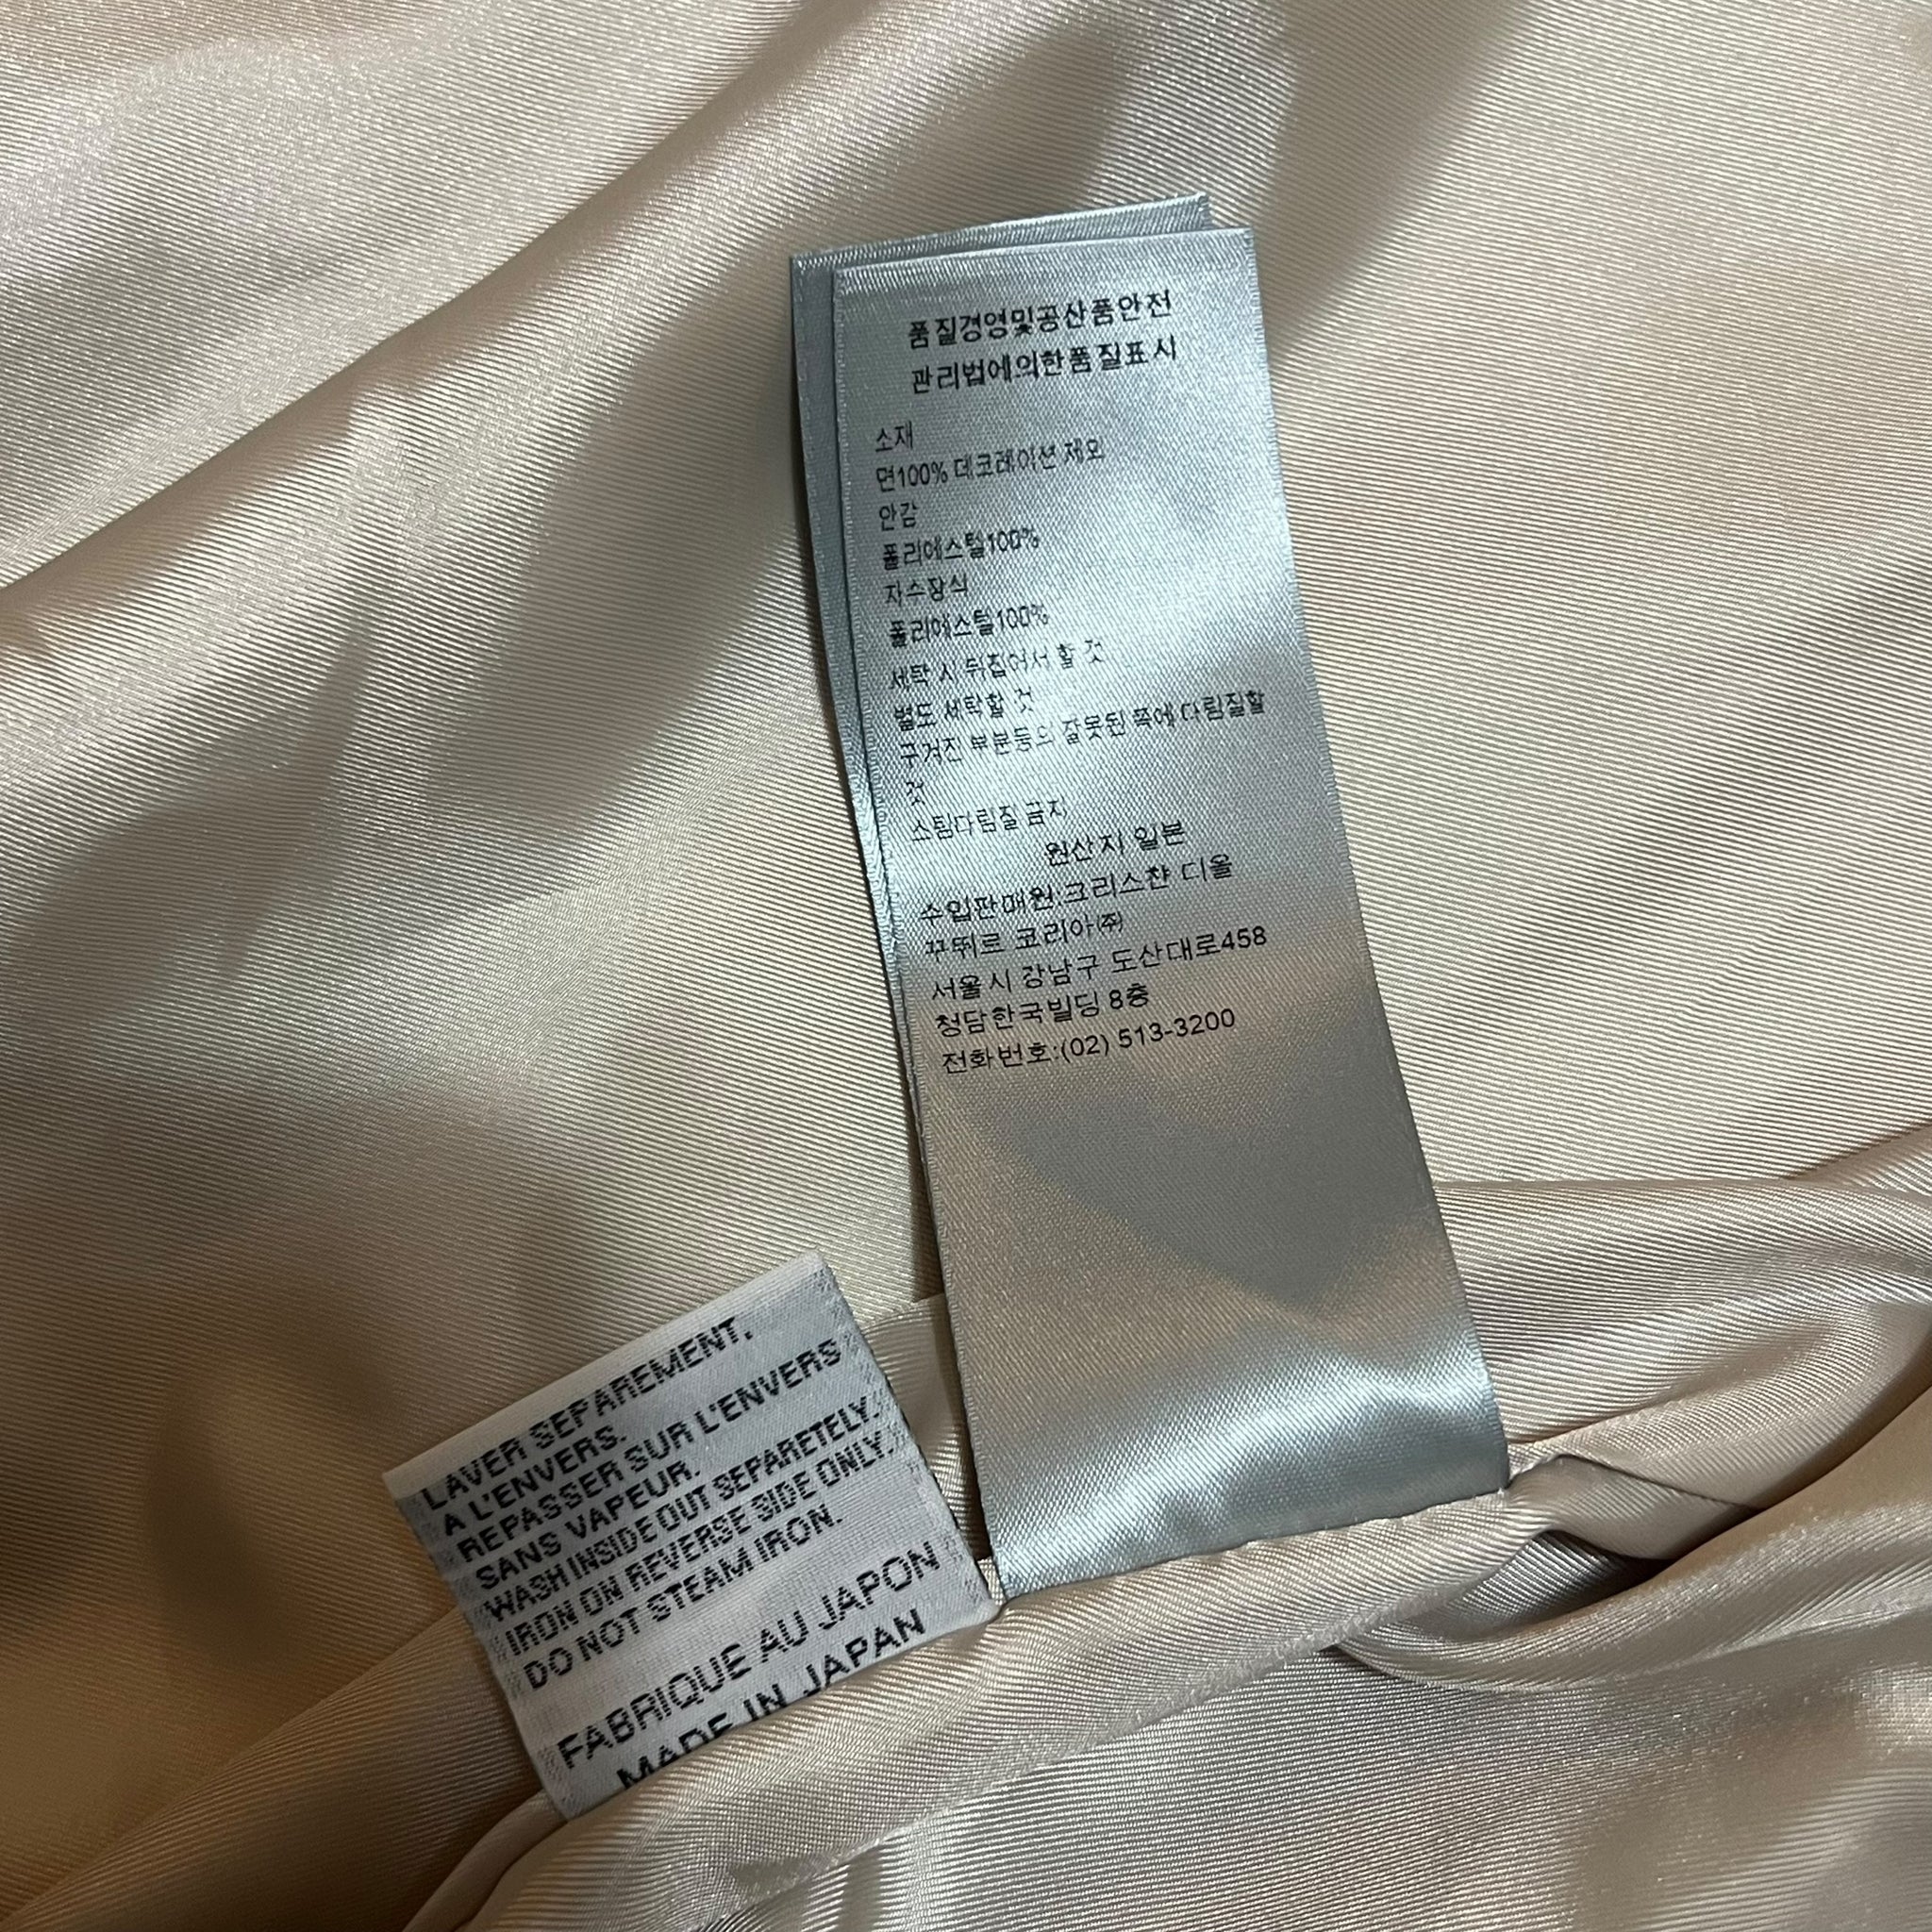 품질경영및공산품안전
관리법에의한품질표시
소재
면100% 데코레이션 제외
안감
폴리에스틸100%
자수장식
폴리에스틸100%
세탁 시 뒤집어서 할 것
별도 세탁할 것
구겨진 부분등의 잘못된 쪽에 다림질할
것
스팀다림질 금지
원산지 일본
수입판매원:크리스챤 디올
꾸뛰르 코리아㈜
서울시 강남구 도산대로458
청담한국빌딩 8층
전화번호:(02) 513-3200
LAVER SEPAREMENT.
A L'ENVERS.
REPASSER SUR L'ENVERS
SANS VAPEUR.
WASH INSIDE OUT SEPARETELY.
IRON ON REVERSE SIDE ONLY.
DO NOT STEAM IRON.
FABRIQUE AU JAPON
MADE IN JAPAN